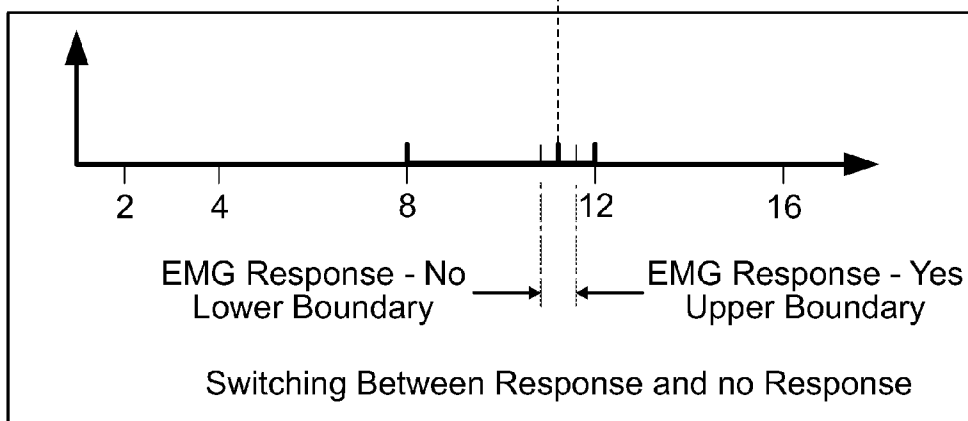 2 4 8 12 16
EMG Response - No
Lower Boundary
EMG Response - Yes
Upper Boundary
Switching Between Response and no Response